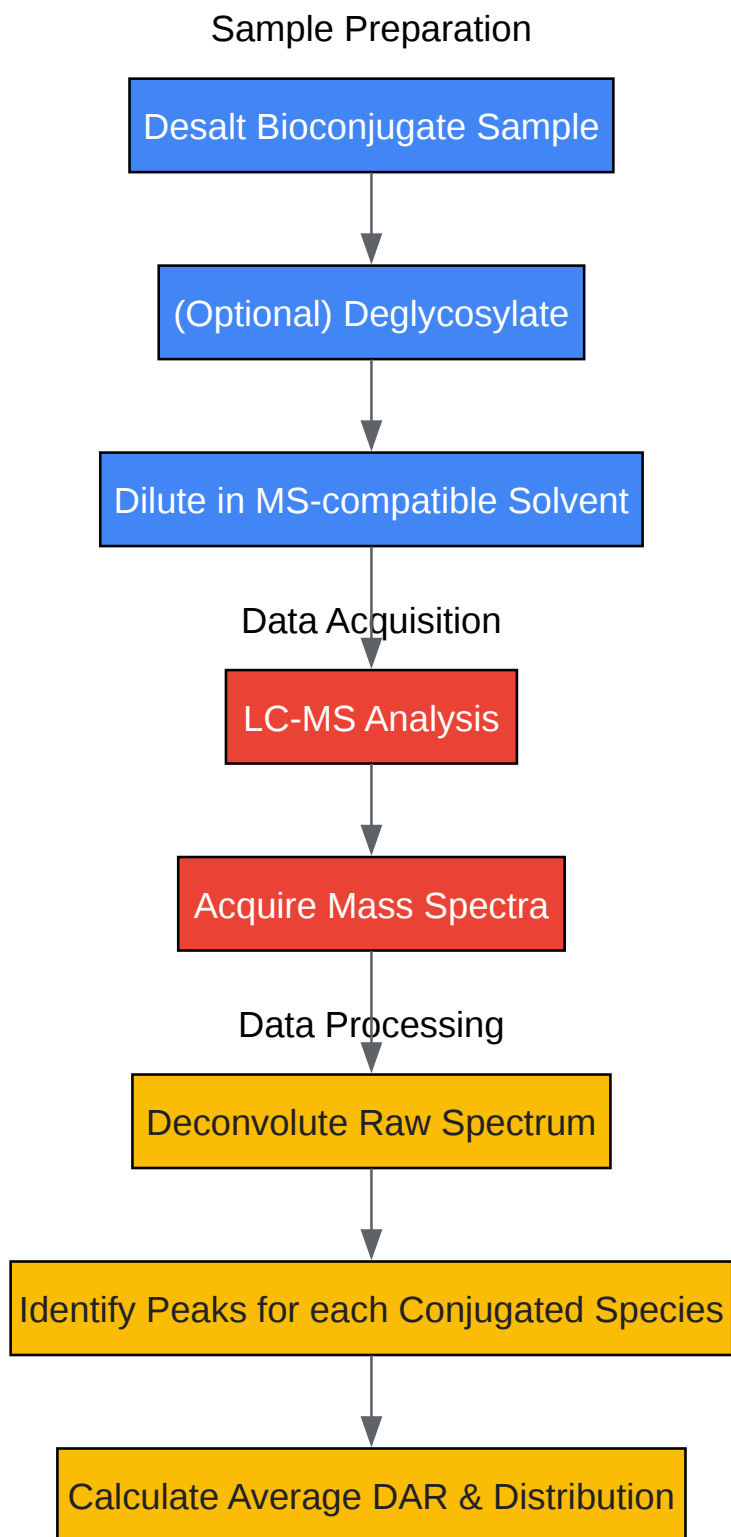 Sample Preparation
Desalt Bioconjugate Sample
(Optional) Deglycosylate
Dilute in MS-compatible Solvent
Data Acquisition
LC-MS Analysis
Acquire Mass Spectra
Data Processing
Deconvolute Raw Spectrum
Identify Peaks for each Conjugated Species
Calculate Average DAR & Distribution